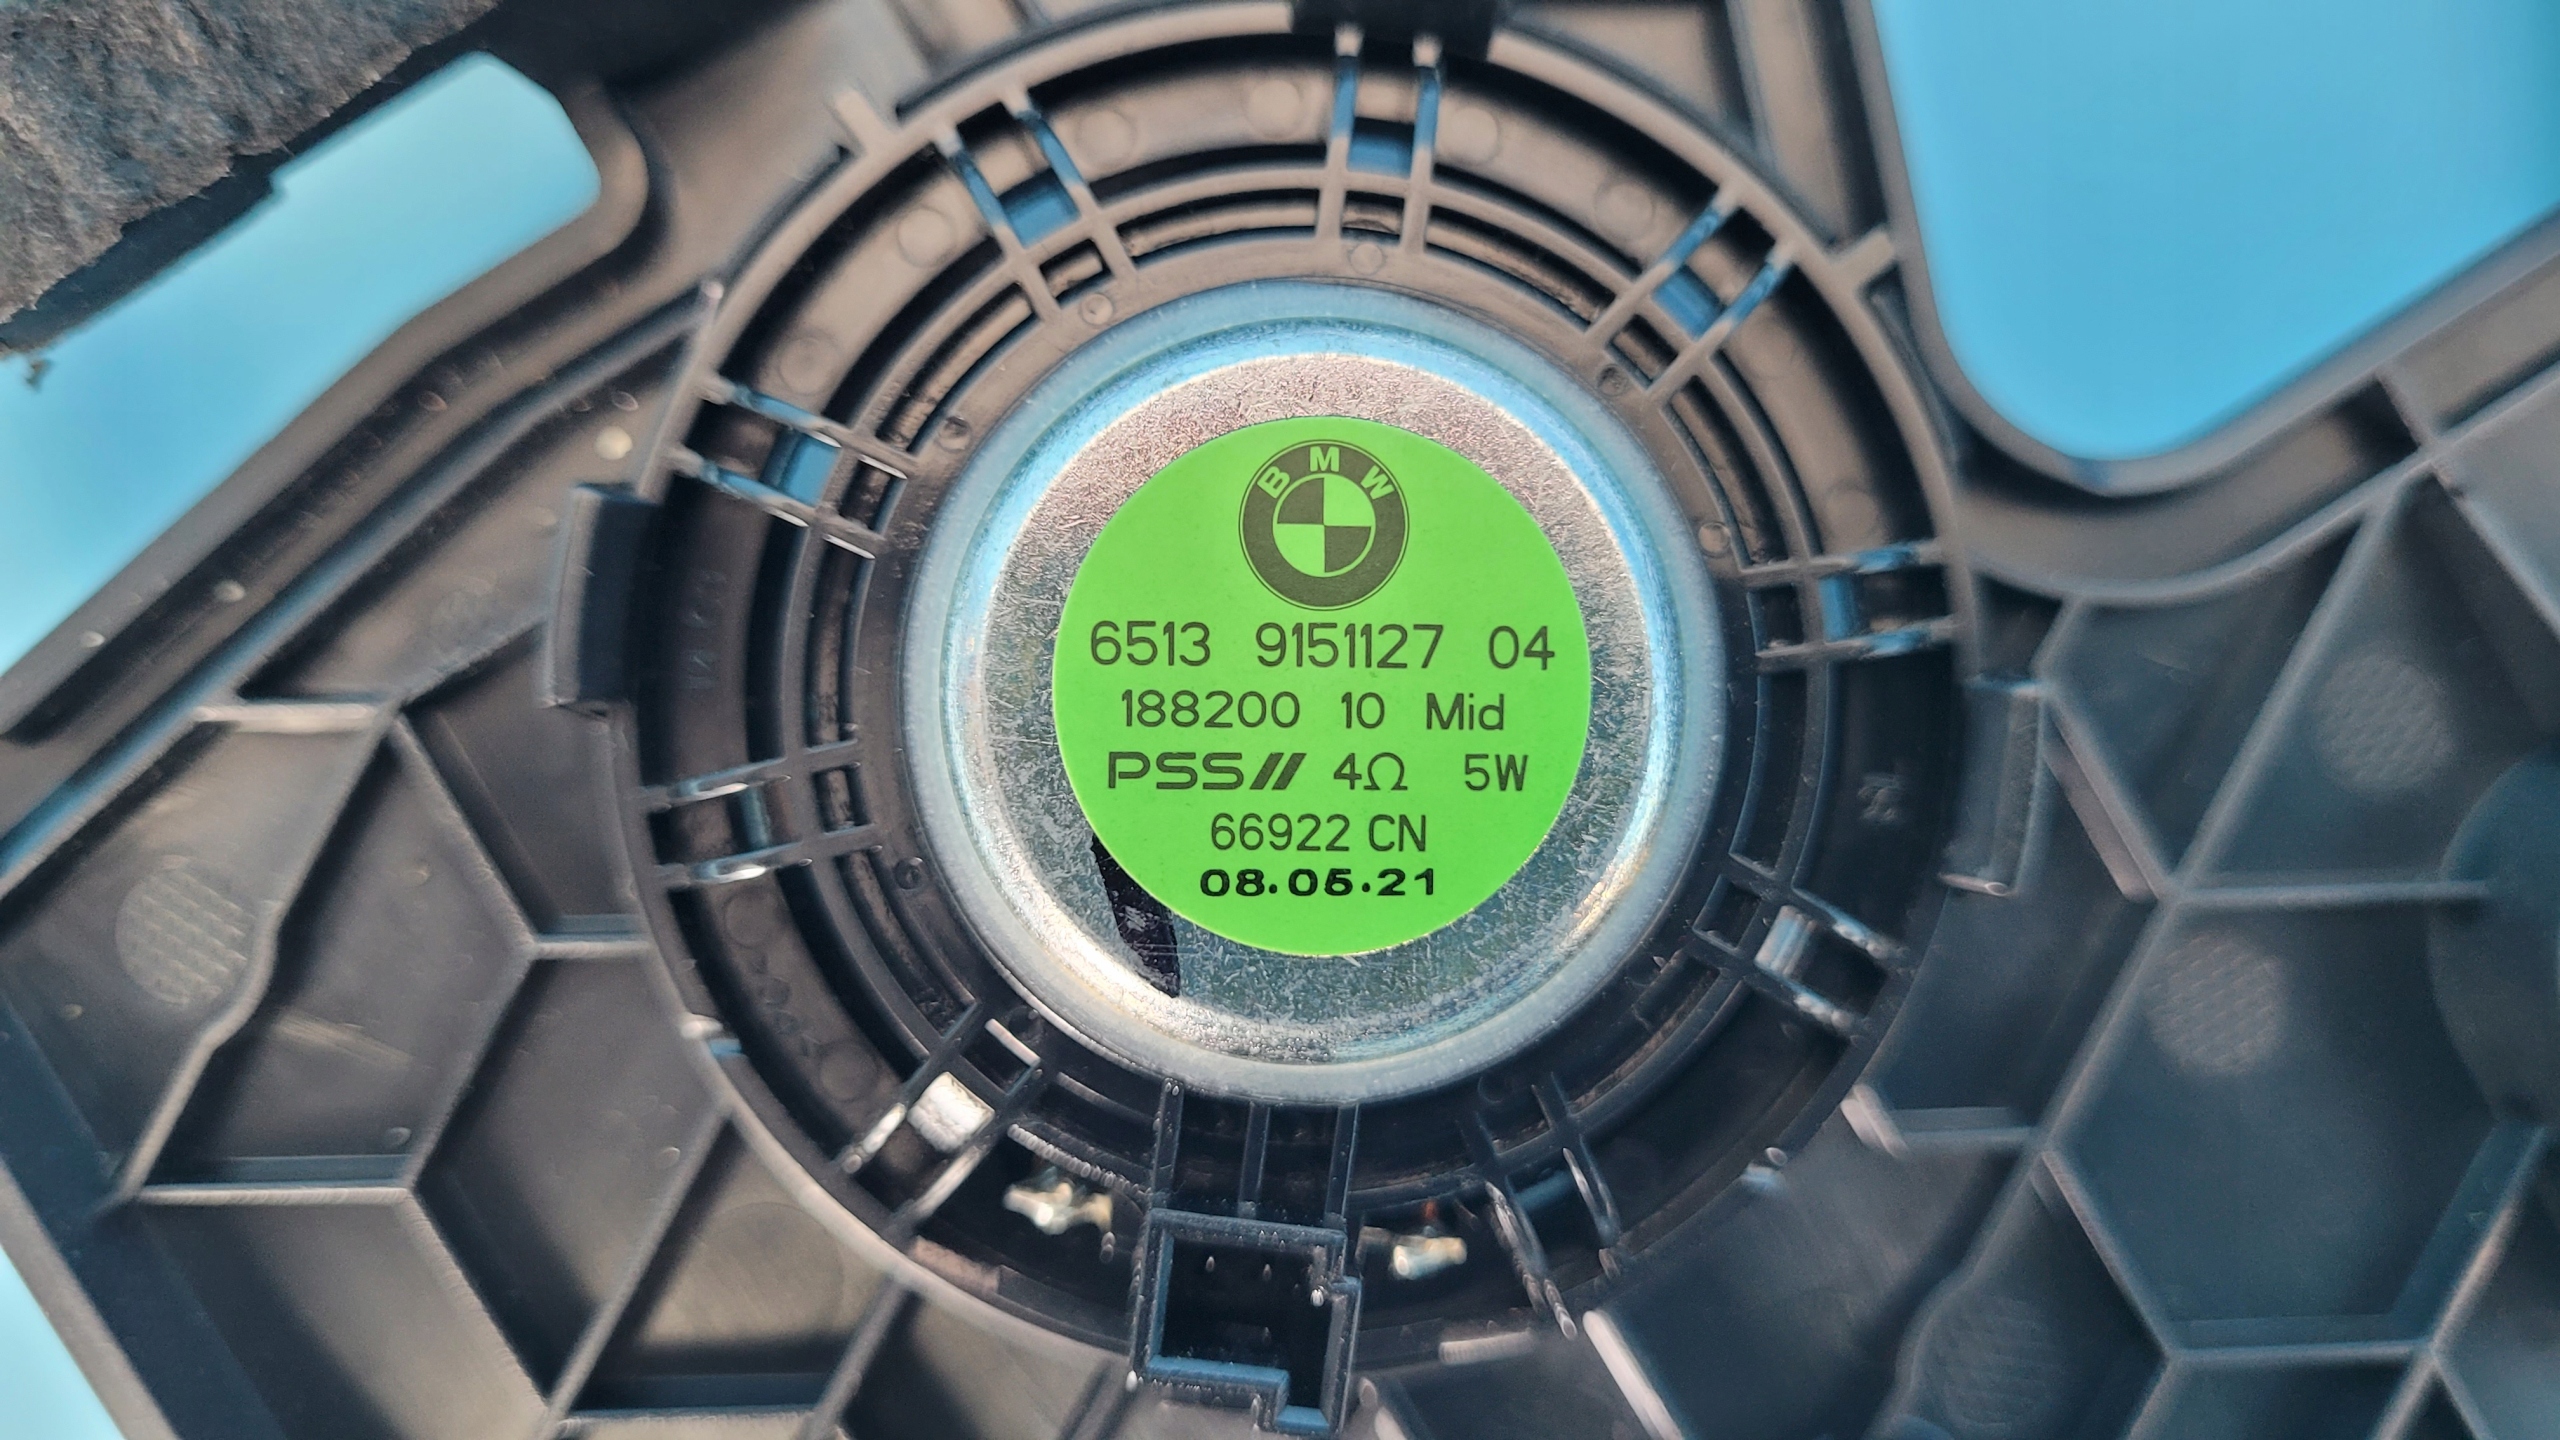 BMW
6513 9151127 04
188200 10 Mid
PSS// 4Ω 5W
66922 CN
08.05.21